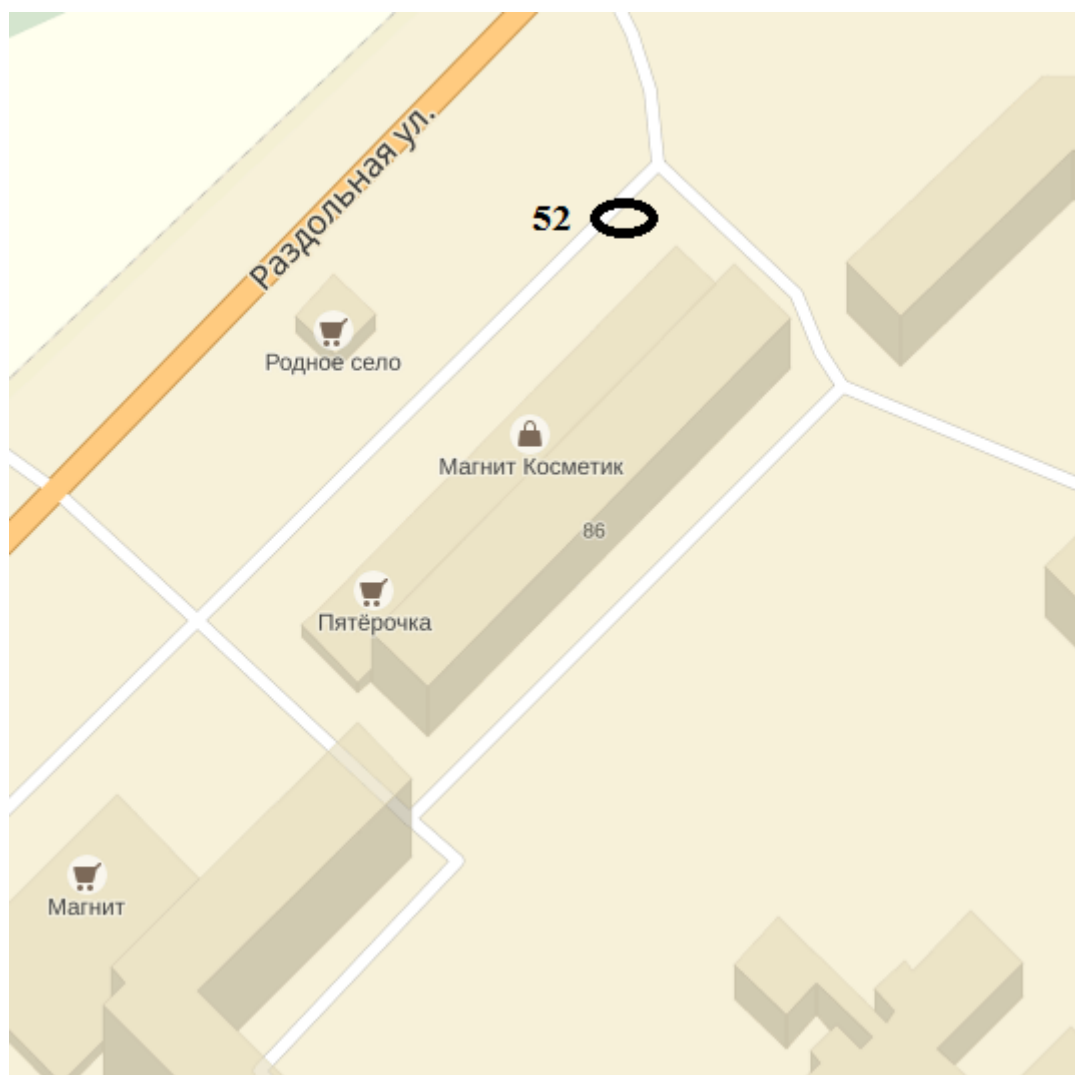 Раздольная ул.
52
Родное село
Магнит Косметик
86
Пятёрочка
Магнит